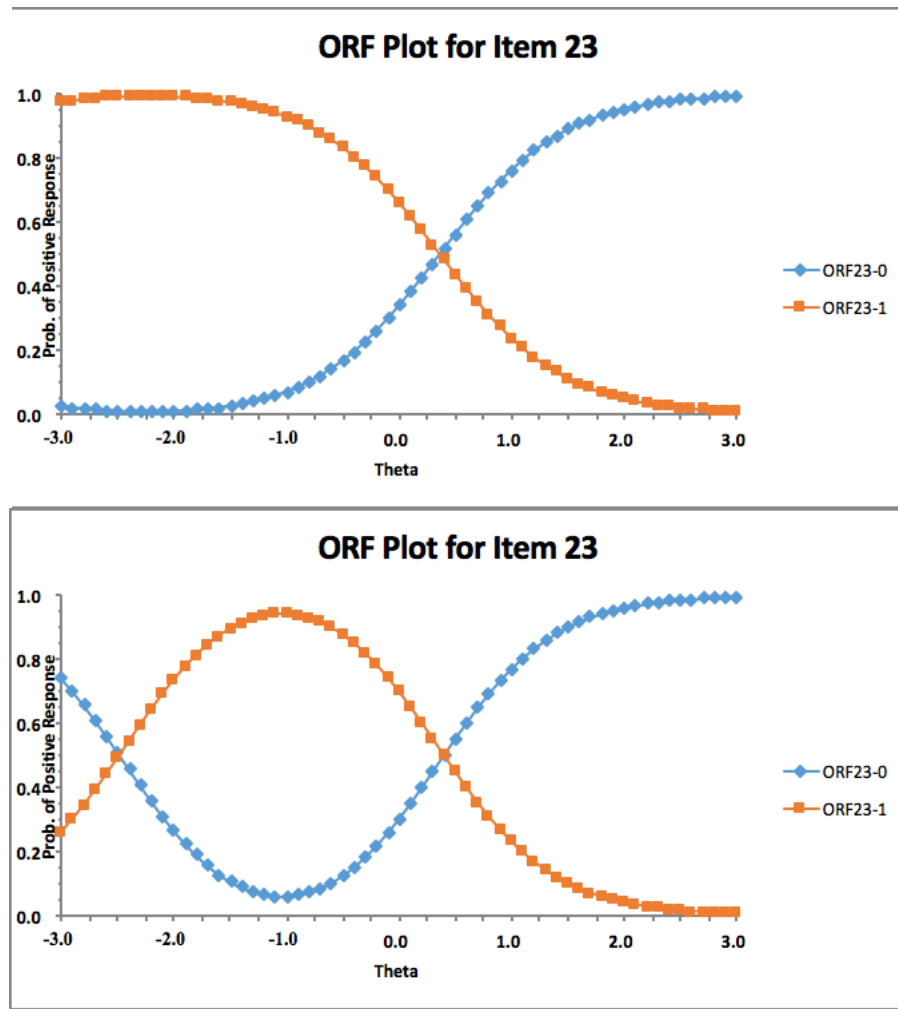 ORF Plot for Item 23
Prob. of Positive Response
1.0
0.8
0.6
0.4
0.2
0.0
-3.0 -2.0 -1.0 0.0 1.0 2.0 3.0
Theta
ORF23-0
ORF23-1
ORF Plot for Item 23
Prob. of Positive Response
1.0
0.8
0.6
0.4
0.2
0.0
-3.0 -2.0 -1.0 0.0 1.0 2.0 3.0
Theta
ORF23-0
ORF23-1